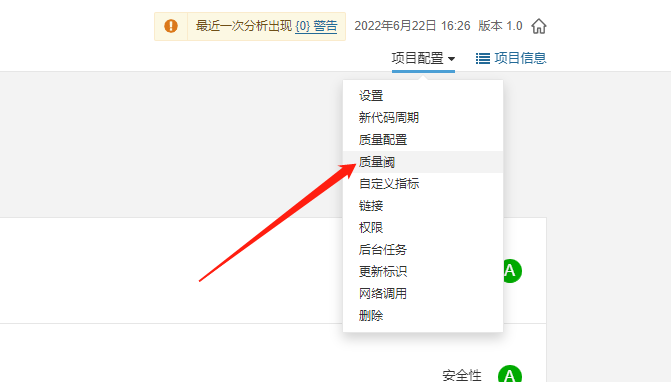 最近一次分析出现 {0} 警告 2022年6月22日 16:26 版本 1.0
项目配置 项目信息
设置
新代码周期
质量配置
质量阈
自定义指标
链接
权限
后台任务
更新标识
网络调用
删除
A
安全性 A